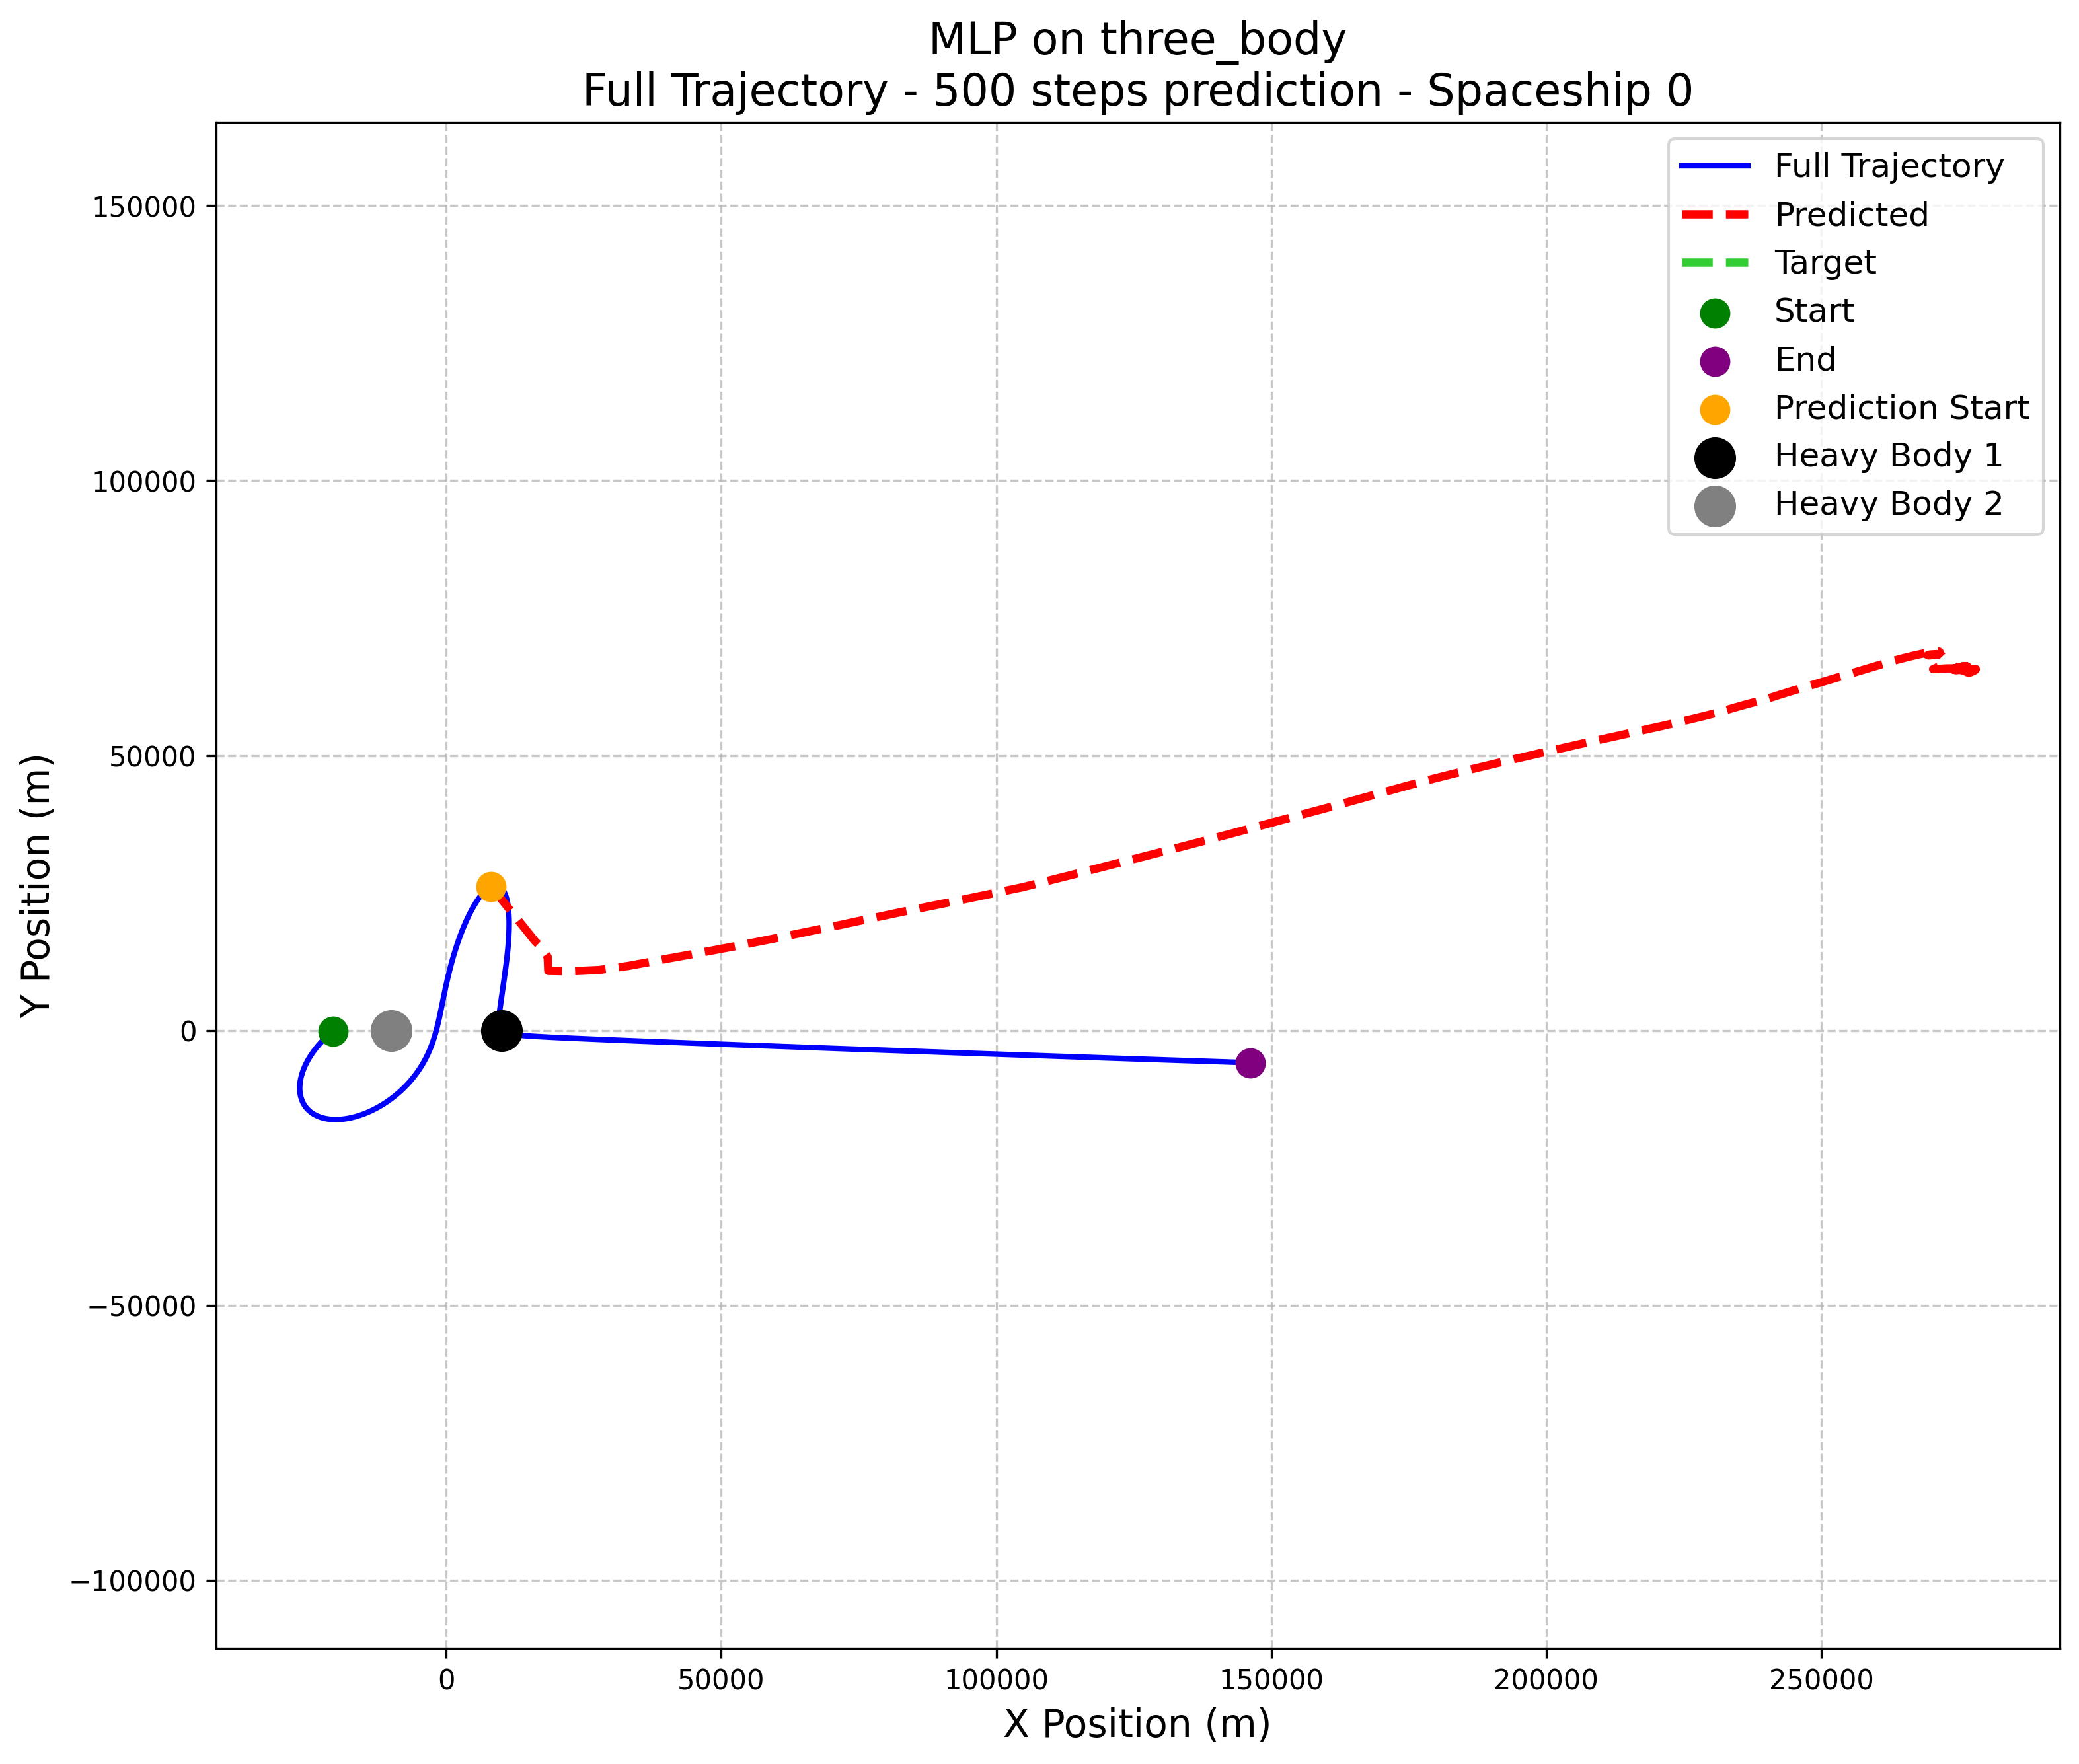 MLP on three_body
Full Trajectory - 500 steps prediction - Spaceship 0
Full Trajectory
Predicted
Target
Start
End
Prediction Start
Heavy Body 1
Heavy Body 2
Y Position (m)
150000
100000
50000
0
−50000
−100000
0
50000
100000
150000
200000
250000
X Position (m)